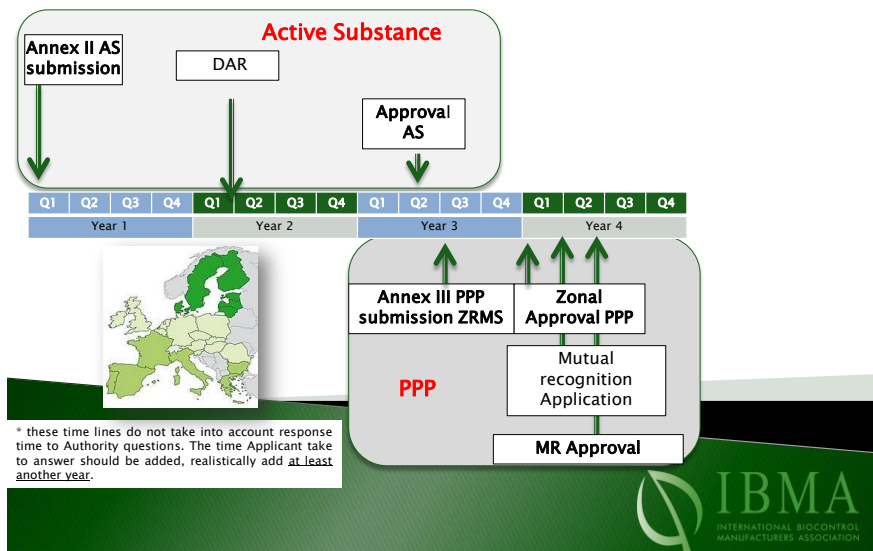 Active Substance
Annex II AS
submission
DAR
Approval
AS
Q1 Q2 Q3 Q4 Q1 Q2 Q3 Q4 Q1 Q2 Q3 Q4 Q1 Q2 Q3 Q4
Year 1 Year 2 Year 3 Year 4
Annex III PPP
submission ZRMS
Zonal
Approval PPP
Mutual
recognition
Application
PPP
MR Approval
* these time lines do not take into account response
time to Authority questions. The time Applicant take
to answer should be added, realistically add at least
another year.
IBMA
INTERNATIONAL BIOCONTROL
MANUFACTURERS ASSOCIATION